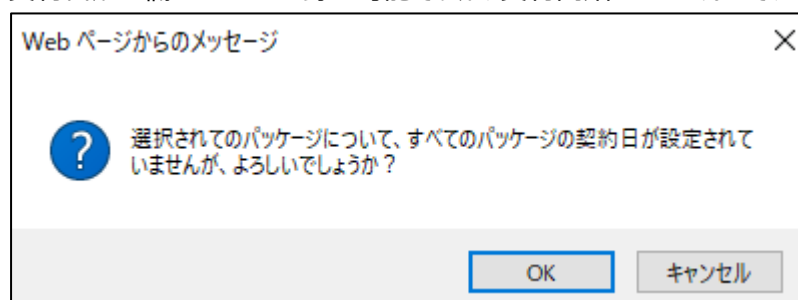 Web ページからのメッセージ
選択されてのパッケージについて、すべてのパッケージの契約日が設定されて
いませんが、よろしいでしょうか？
OK
キャンセル